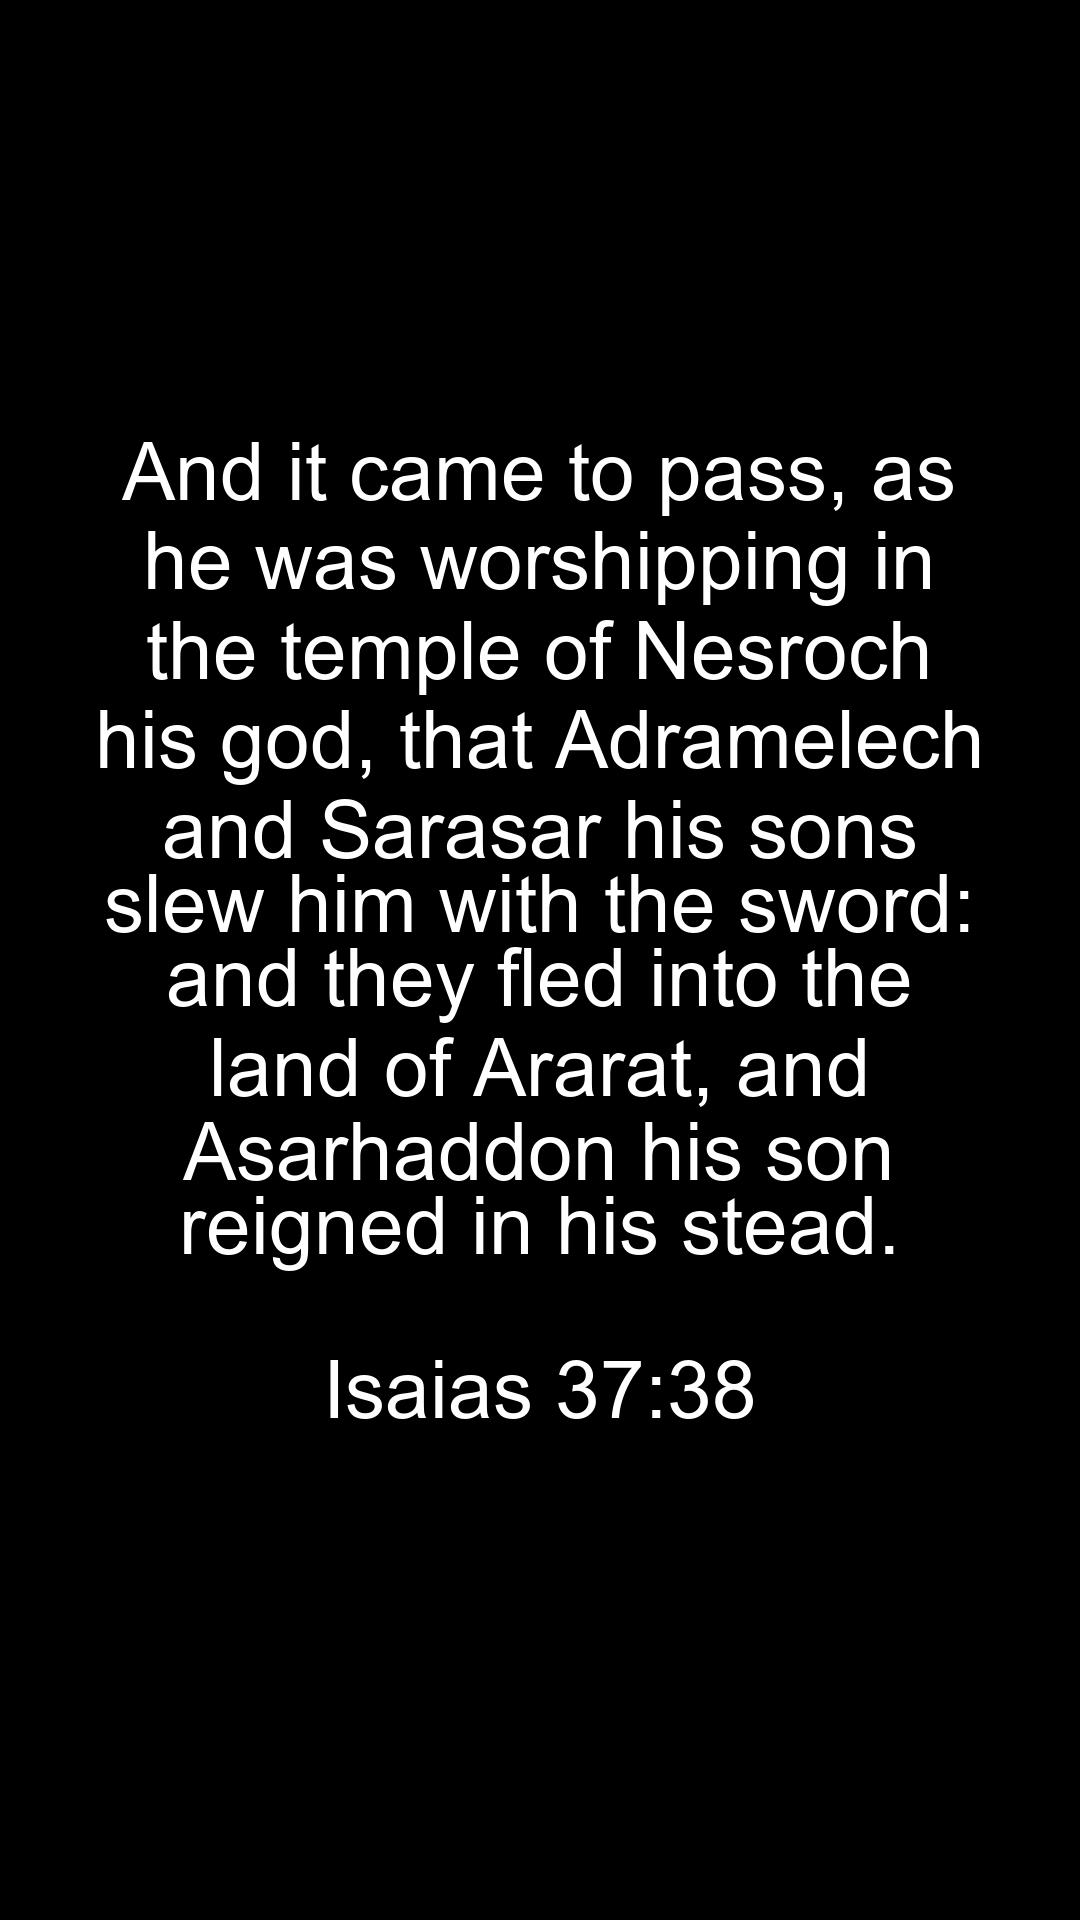 And it came to pass, as
he was worshipping in
the temple of Nesroch
his god, that Adramelech
and Sarasar his sons
slew him with the sword:
and they fled into the
land of Ararat, and
Asarhaddon his son
reigned in his stead.
Isaias 37:38